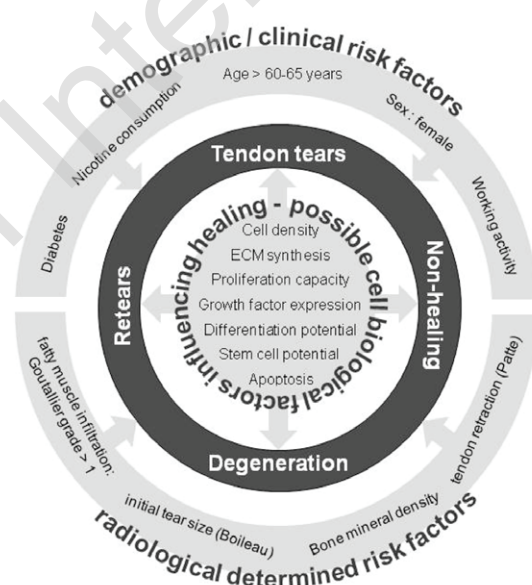 demographic / clinical risk factors
Age > 60-65 years
Nicotine consumption
Sex : female
Diabetes
Working activity
Tendon tears
Retears
Non-healing
Degeneration
factors influencing healing - possible cell biological
Cell density
ECM synthesis
Proliferation capacity
Growth factor expression
Differentiation potential
Stem cell potential
Apoptosis
fatty muscle infiltration:
Goutallier grade > 1
initial tear size (Boileau)
Bone mineral density
tendon retraction (Patte)
radiological determined risk factors